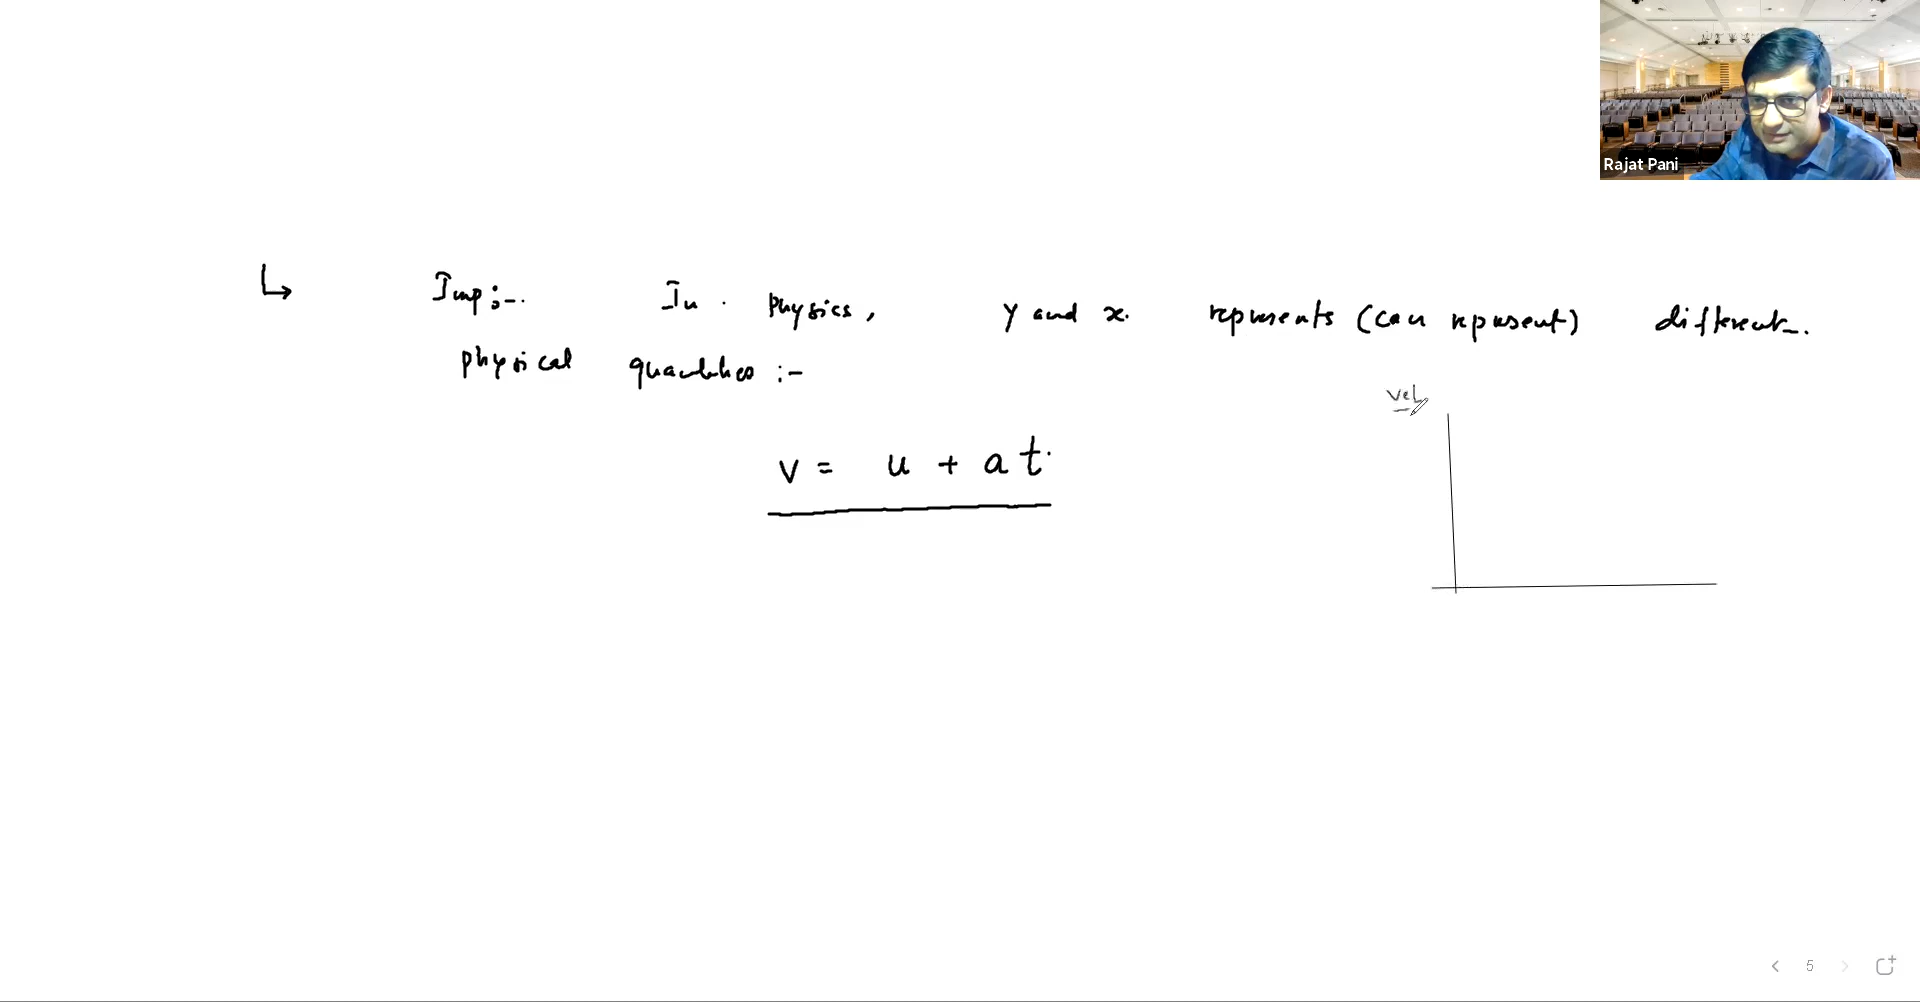 Rajat Pani
Imp:- In physics, y and x represents (can represent) different
physical quantities :-
vel
v = u + at
5